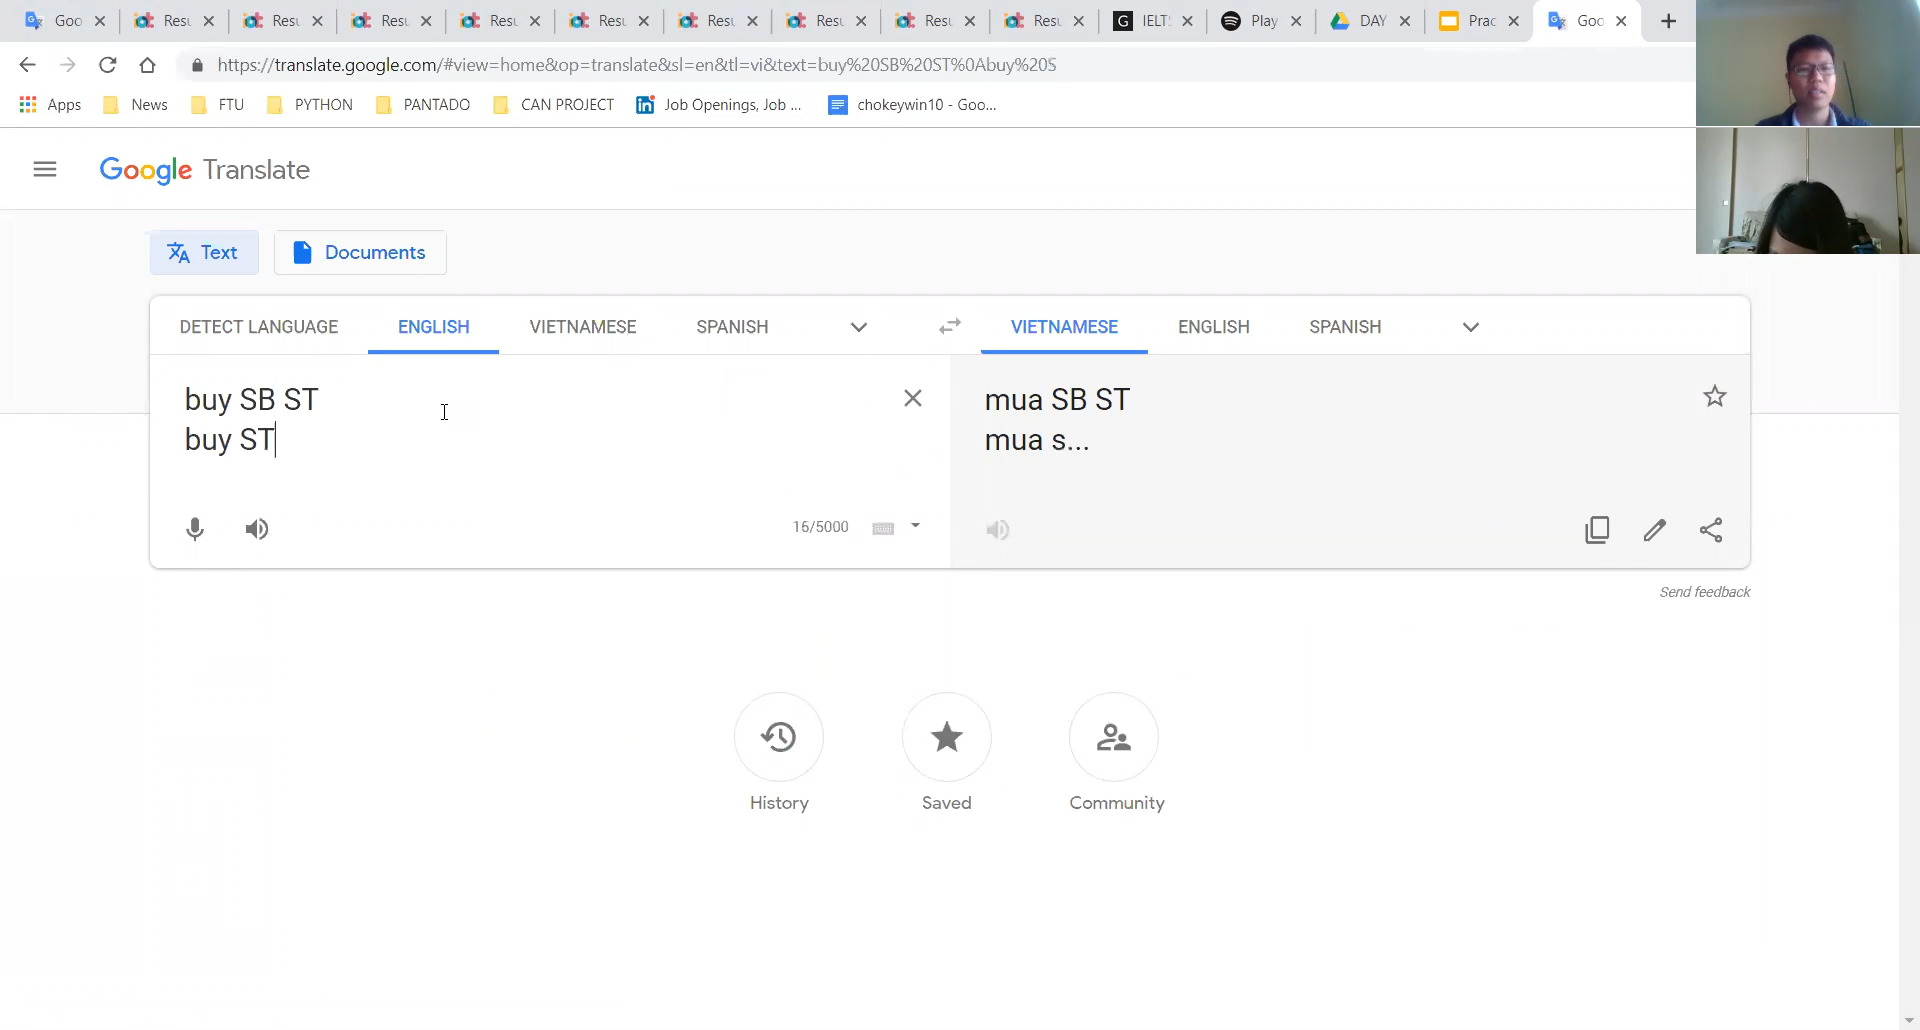 Goo Resu Resu Resu Resu Resu Resu Resu Resu Resu IELT Play DAY Prac Goo
https://translate.google.com/#view=home&op=translate&sl=en&tl=vi&text=buy%20SB%20ST%0Abuy%20S
Apps News FTU PYTHON PANTADO CAN PROJECT Job Openings, Job ... chokeywin10 - Goo...
Google Translate
Text Documents
DETECT LANGUAGE ENGLISH VIETNAMESE SPANISH VIETNAMESE ENGLISH SPANISH
buy SB ST
buy ST
16/5000
mua SB ST
mua s...
Send feedback
History Saved Community